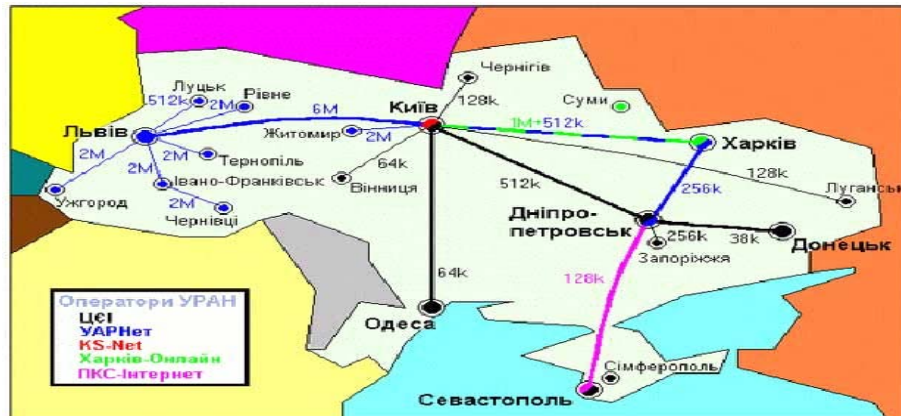 Чернігів
Луцьк
512k
2M
Рівне
6M
Київ
128k
Суми
1M+512k
Львів
Житомир
2M
Харків
2M
2M
Тернопіль
64k
128k
2M
Івано-Франківськ
Вінниця
512k
256k
Луганськ
Ужгород
2M
Чернівці
Дніпро-
петровськ
256k
38k
Донецьк
Запоріжжя
64k
128k
Оператори УРАН
ЦЄІ
УАРНет
KS-Net
Харків-Онлайн
ПКС-Інтернет
Одеса
Сімферополь
Севастополь